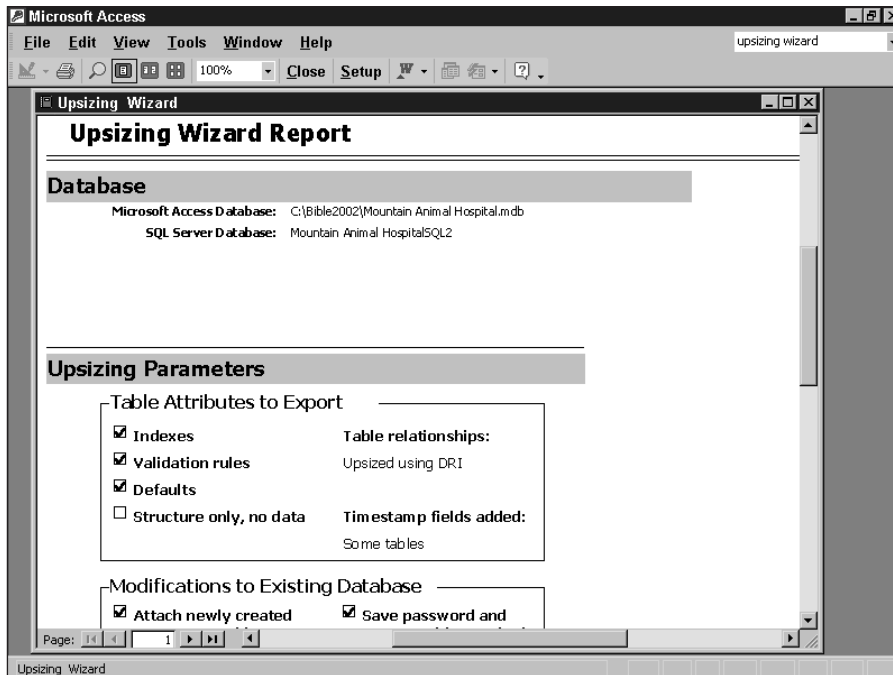 Microsoft Access
File Edit View Tools Window Help
upsizing wizard
100% Close Setup
Upsizing Wizard
Upsizing Wizard Report
Database
Microsoft Access Database: C:\Bible2002\Mountain Animal Hospital.mdb
SQL Server Database: Mountain Animal HospitalSQL2
Upsizing Parameters
Table Attributes to Export
Indexes Table relationships:
Validation rules Upsized using DRI
Defaults
Structure only, no data Timestamp fields added:
Some tables
Modifications to Existing Database
Attach newly created Save password and
Page: 1
Upsizing Wizard